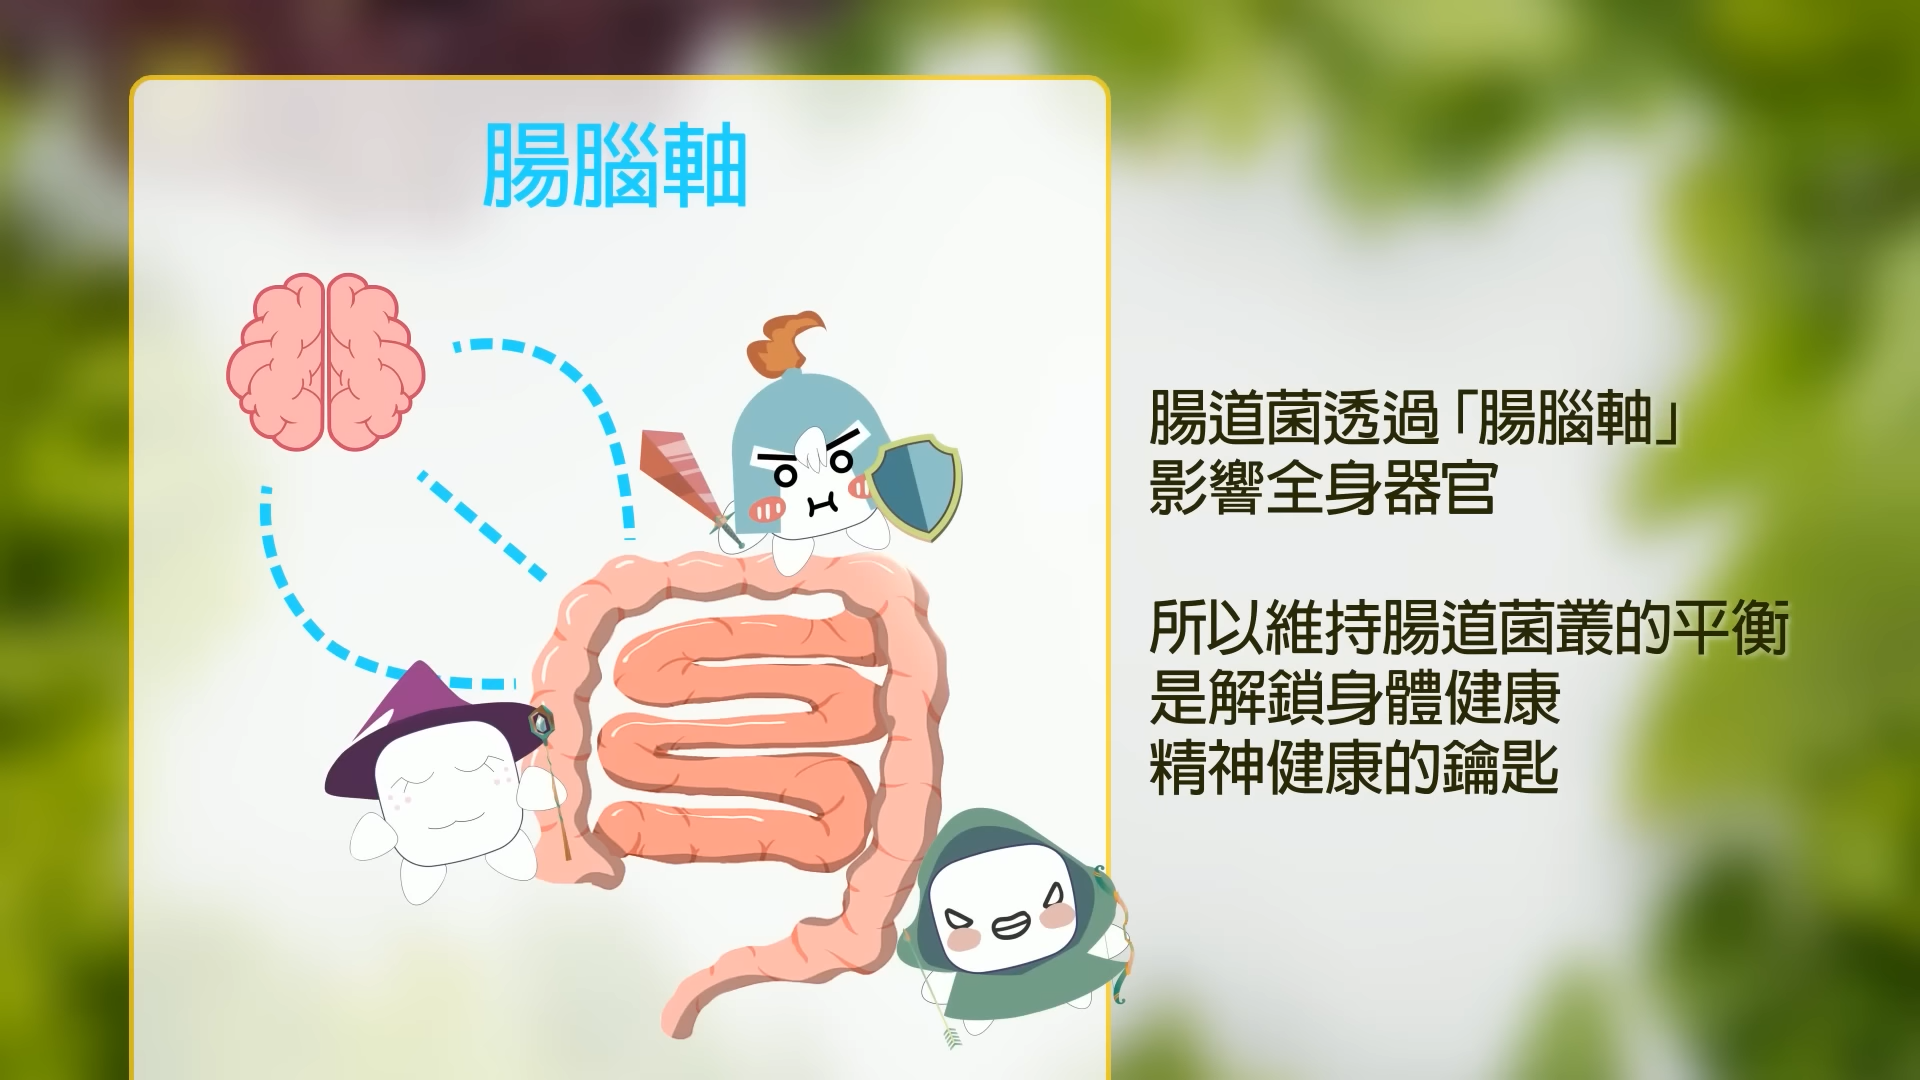 腸腦軸
腸道菌透過「腸腦軸」
影響全身器官
所以維持腸道菌叢的平衡
是解鎖身體健康
精神健康的鑰匙